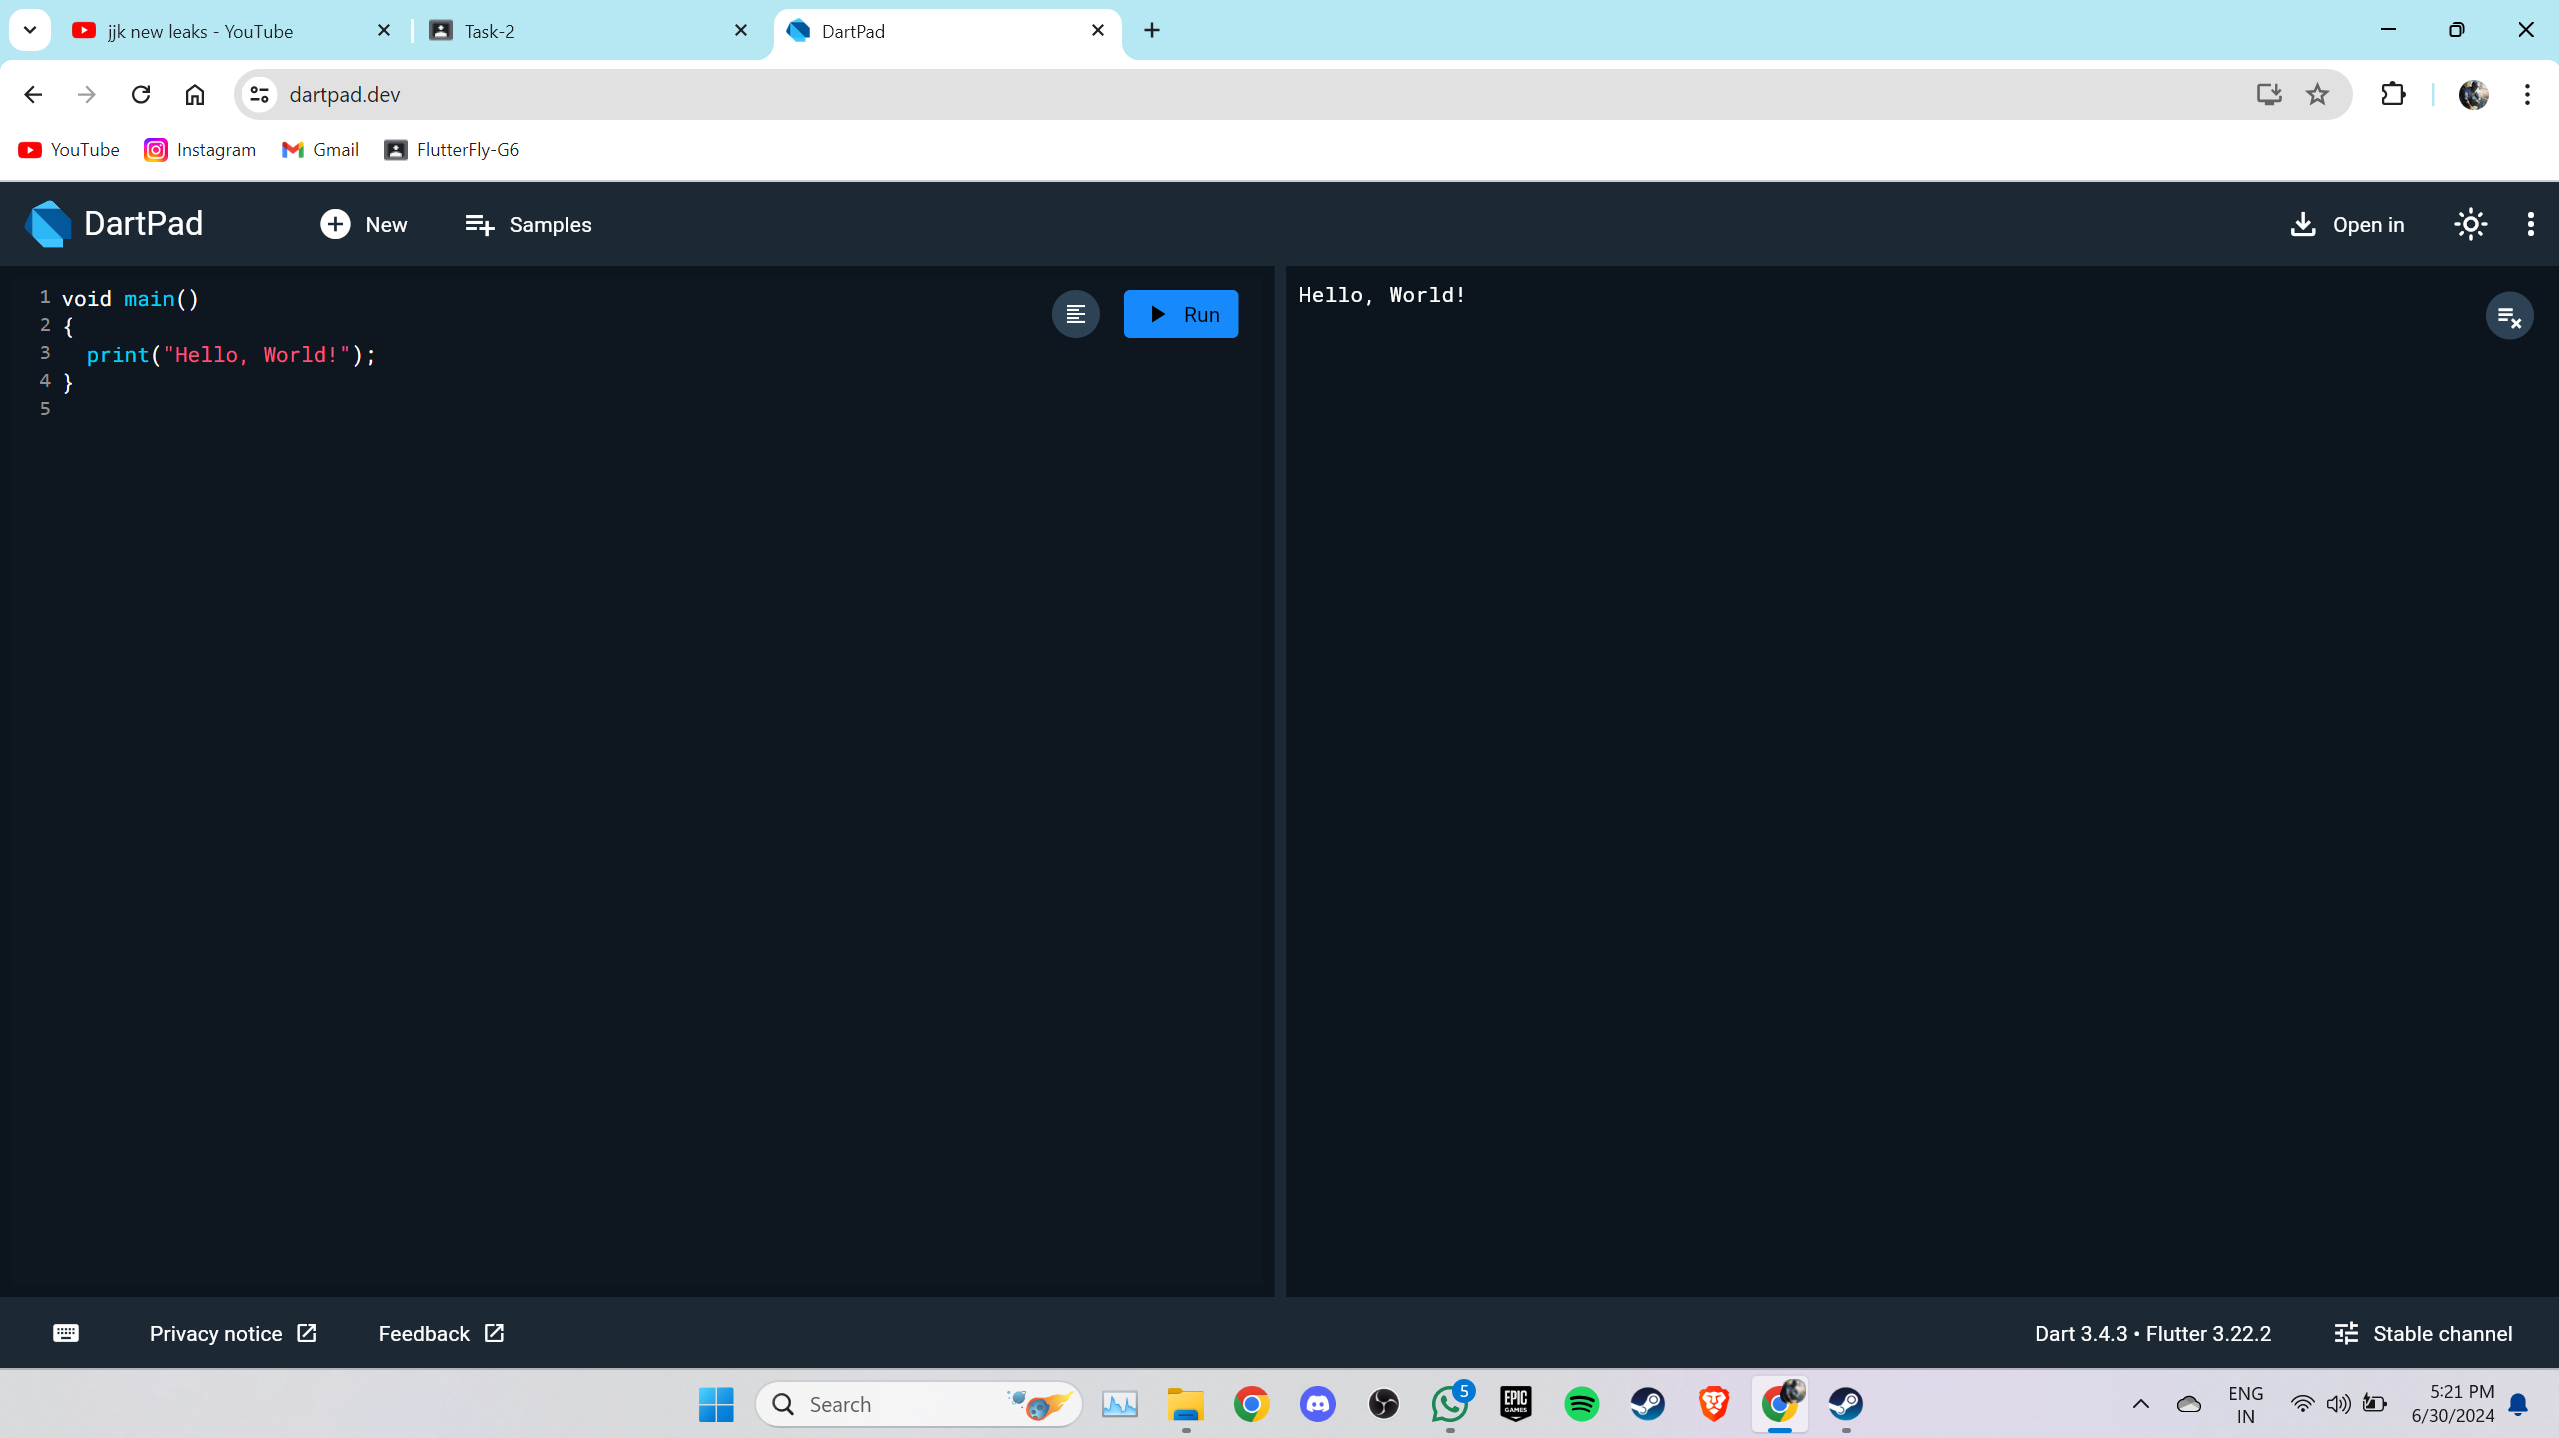 jjk new leaks - YouTube
Task-2
DartPad
dartpad.dev
YouTube
Instagram
Gmail
FlutterFly-G6
DartPad
New
Samples
Open in
1 void main()
2 {
3 print("Hello, World!");
4 }
5
Run
Hello, World!
Privacy notice
Feedback
Dart 3.4.3 • Flutter 3.22.2
Stable channel
Search
5
EPIC
GAMES
ENG
IN
5:21 PM
6/30/2024